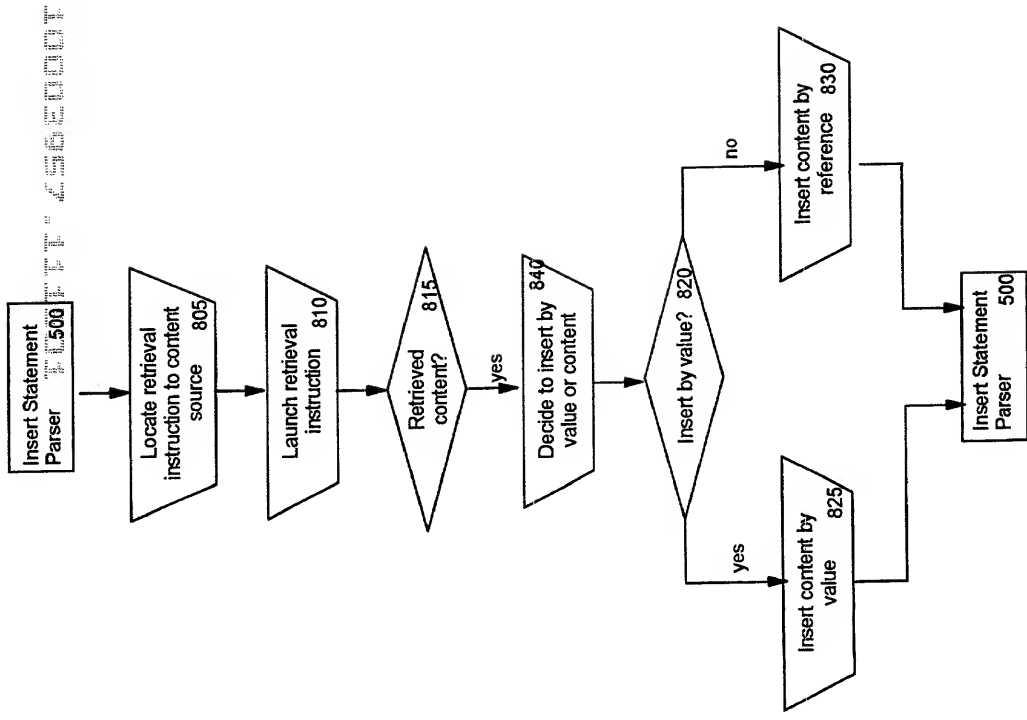 Insert Statement
Parser 500
Locate retrieval
instruction to content
source 805
Launch retrieval
instruction 810
Retrieved
content? 815
yes
Decide to insert by
value or content 840
Insert by value? 820
yes
no
Insert content by
value 825
Insert content by
reference 830
Insert Statement
Parser 500